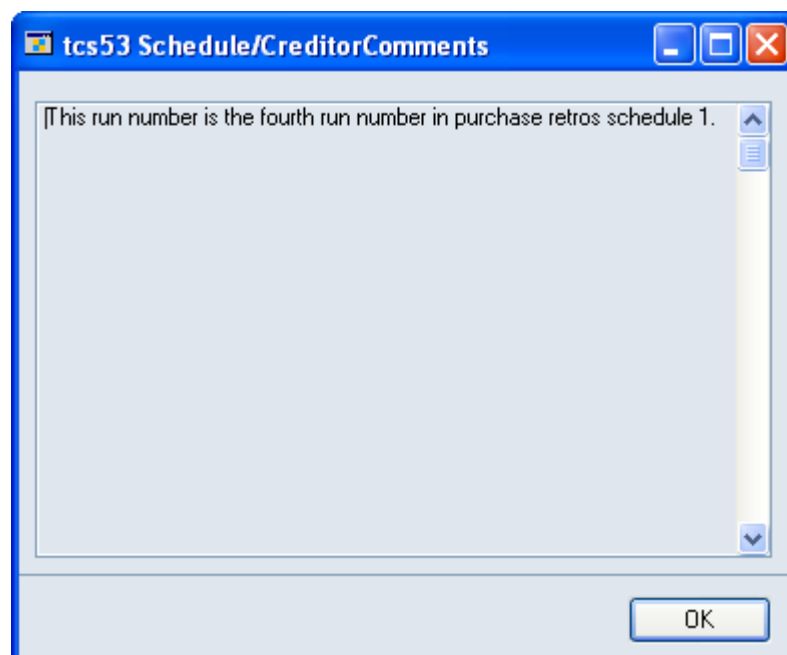 tcs53 Schedule/CreditorComments
This run number is the fourth run number in purchase retros schedule 1.
OK